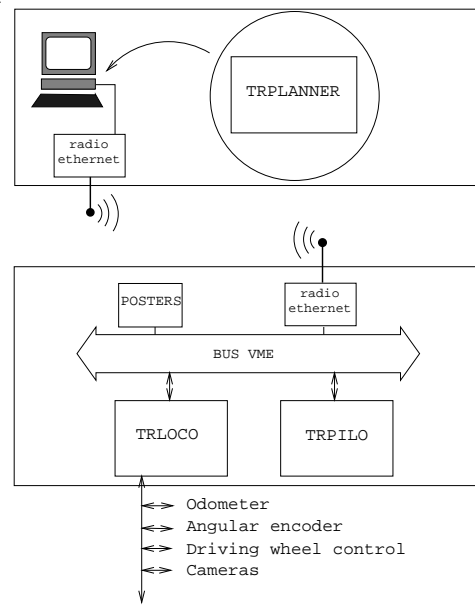 TRPLANNER
radio
ethernet
POSTERS
radio
ethernet
BUS VME
TRLOCO
TRPILO
Odometer
Angular encoder
Driving wheel control
Cameras